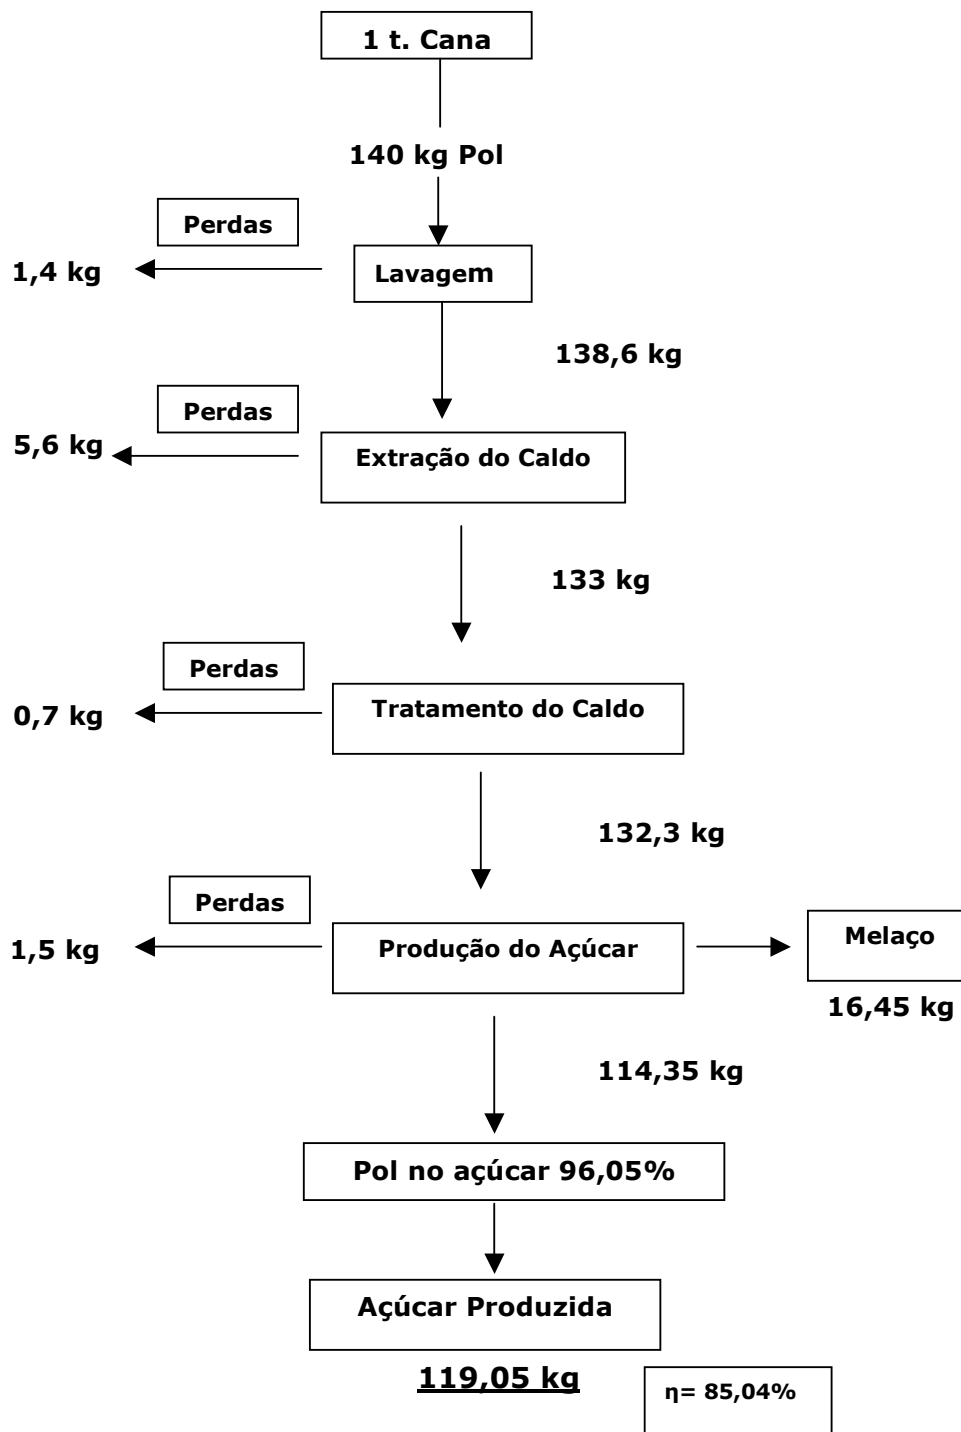 1 t. Cana
140 kg Pol
Perdas
1,4 kg
Lavagem
138,6 kg
Perdas
5,6 kg
Extração do Caldo
133 kg
Perdas
0,7 kg
Tratamento do Caldo
132,3 kg
Perdas
1,5 kg
Produção do Açúcar
Melaço
16,45 kg
114,35 kg
Pol no açúcar 96,05%
Açúcar Produzida
119,05 kg
η= 85,04%